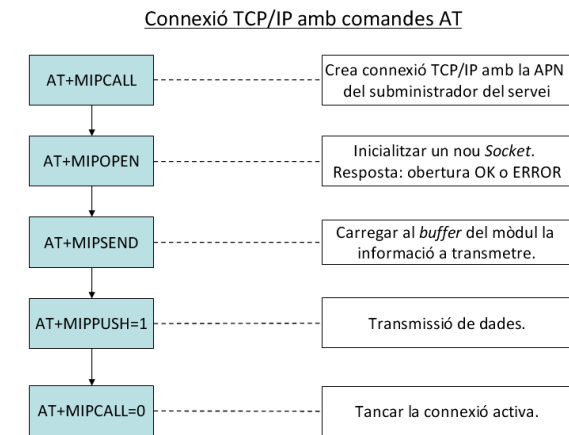 Connexió TCP/IP amb comandes AT
AT+MIPCALL
Crea connexió TCP/IP amb la APN
del subministrador del servei
AT+MIPOPEN
Inicialitzar un nou Socket.
Resposta: obertura OK o ERROR
AT+MIPSEND
Carregar al buffer del mòdul la
informació a transmetre.
AT+MIPPUSH=1
Transmissió de dades.
AT+MIPCALL=0
Tancar la connexió activa.